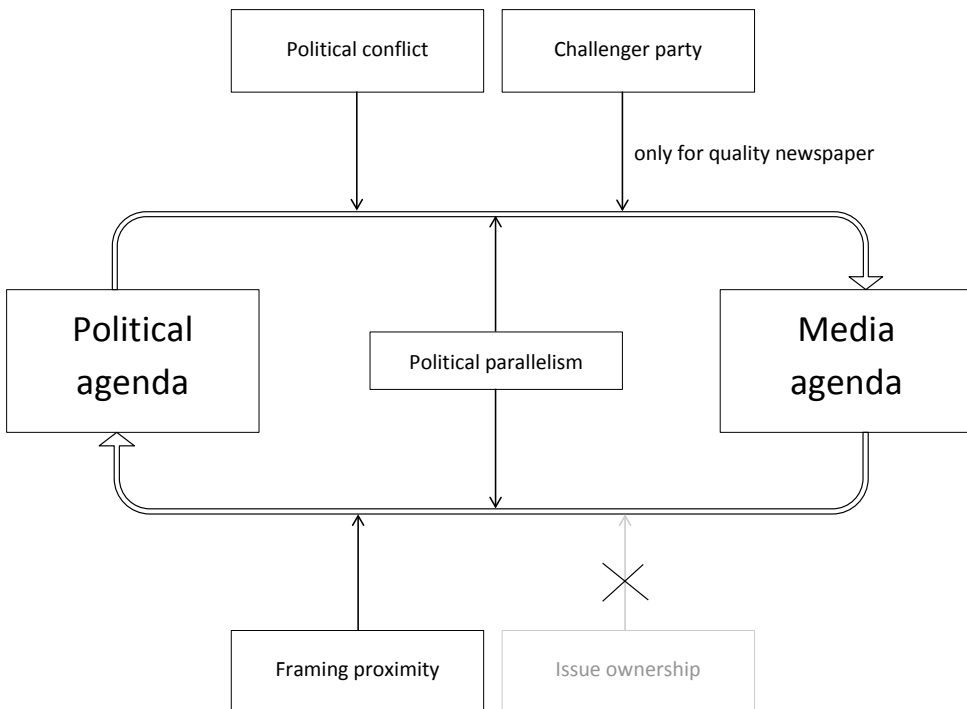 Political conflict
Challenger party
only for quality newspaper
Political
agenda
Political parallelism
Media
agenda
Framing proximity
Issue ownership